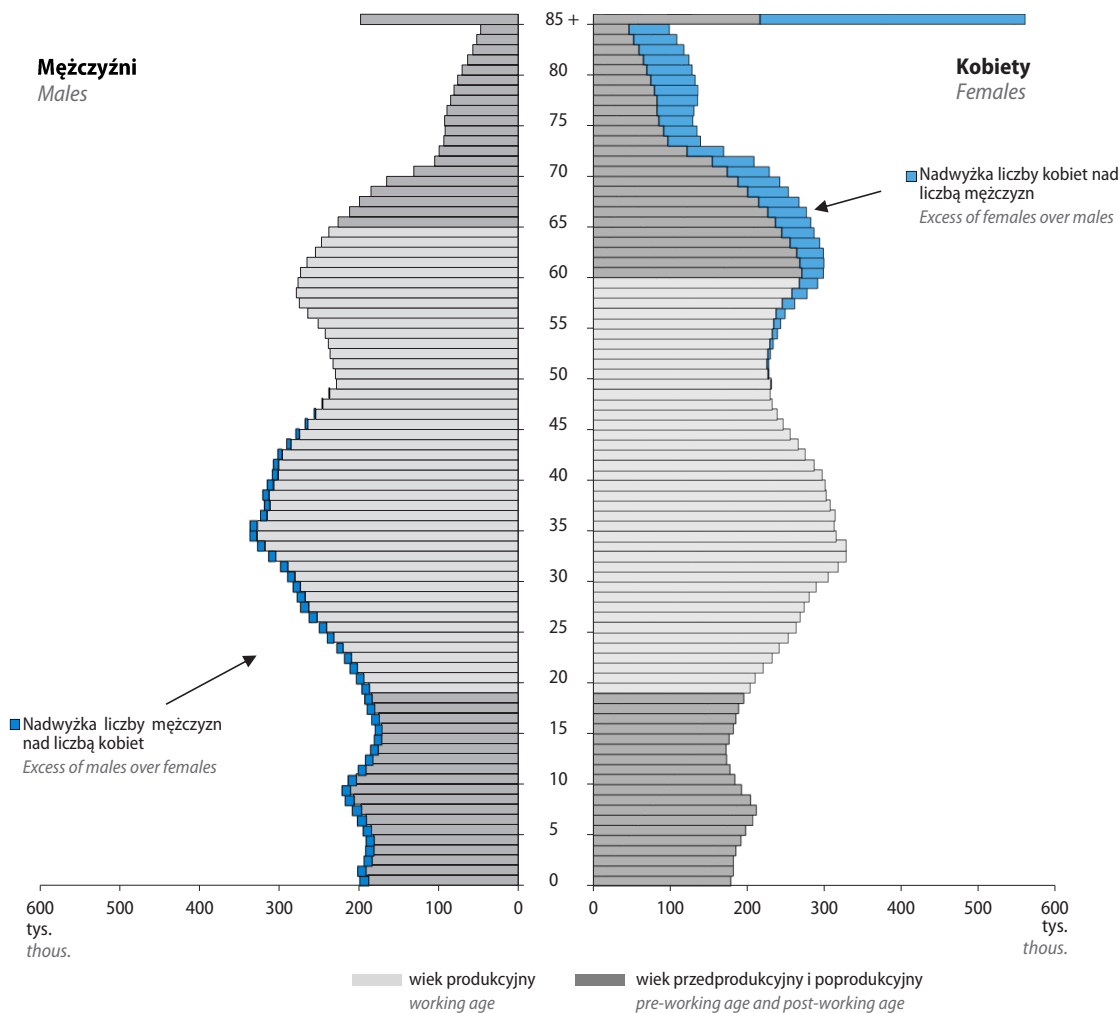 Mężczyźni
Males
Kobiety
Females
85 +
80
75
70
65
60
55
50
45
40
35
30
25
20
15
10
5
0
Nadwyżka liczby kobiet nad
liczbą mężczyzn
Excess of females over males
Nadwyżka liczby mężczyzn
nad liczbą kobiet
Excess of males over females
600 500 400 300 200 100 0
tys.
thous.
0 100 200 300 400 500 600
tys.
thous.
wiek produkcyjny
working age
wiek przedprodukcyjny i poprodukcyjny
pre-working age and post-working age